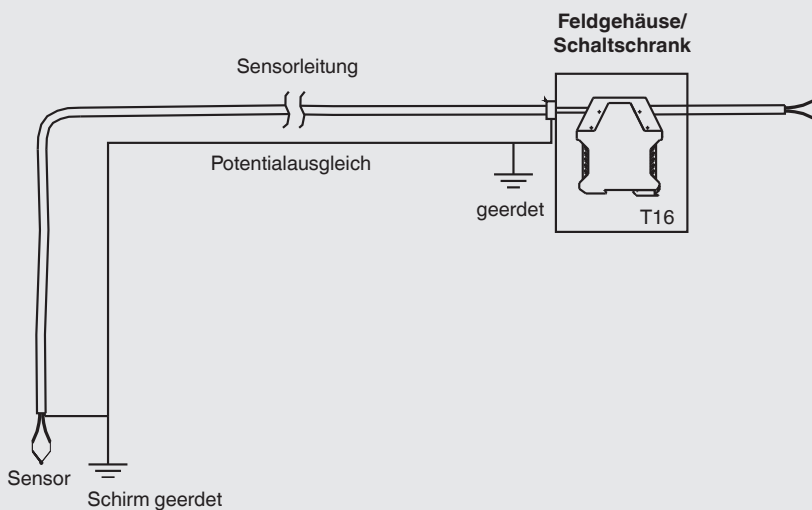 Feldgehäuse/
Schaltschrank
Sensorleitung
Potentialausgleich
geerdet
T16
Sensor
Schirm geerdet